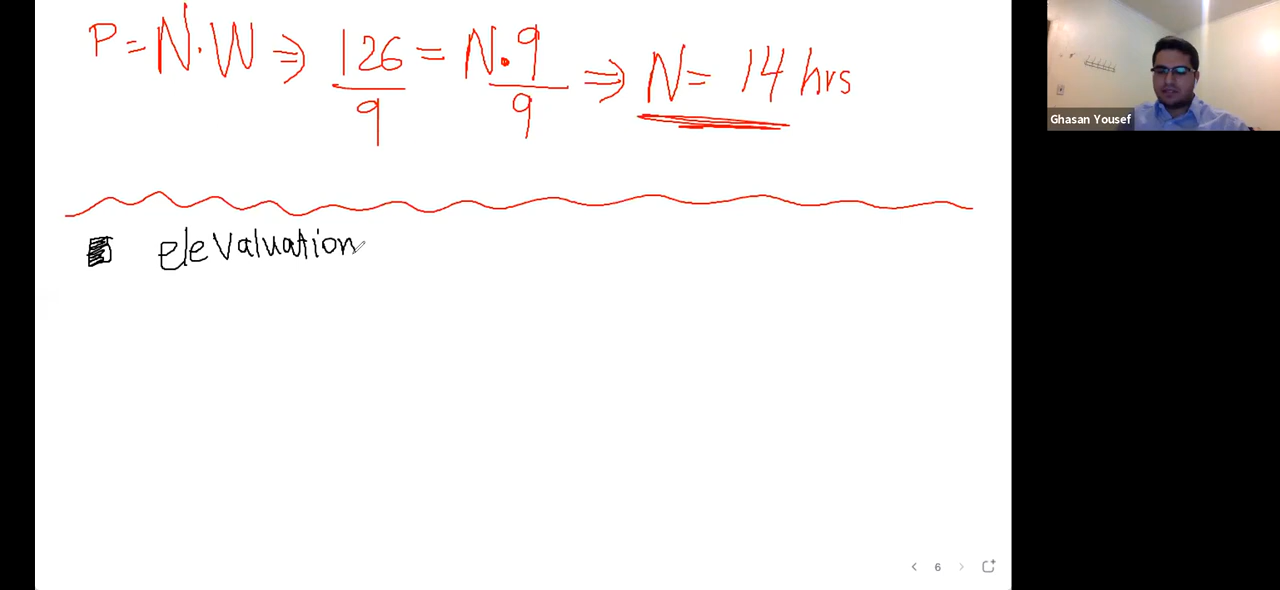 P = N · W ⇒ 126/9 = N · 9/9 ⇒ N = 14 hrs
elevaluation
Ghasan Yousef
6